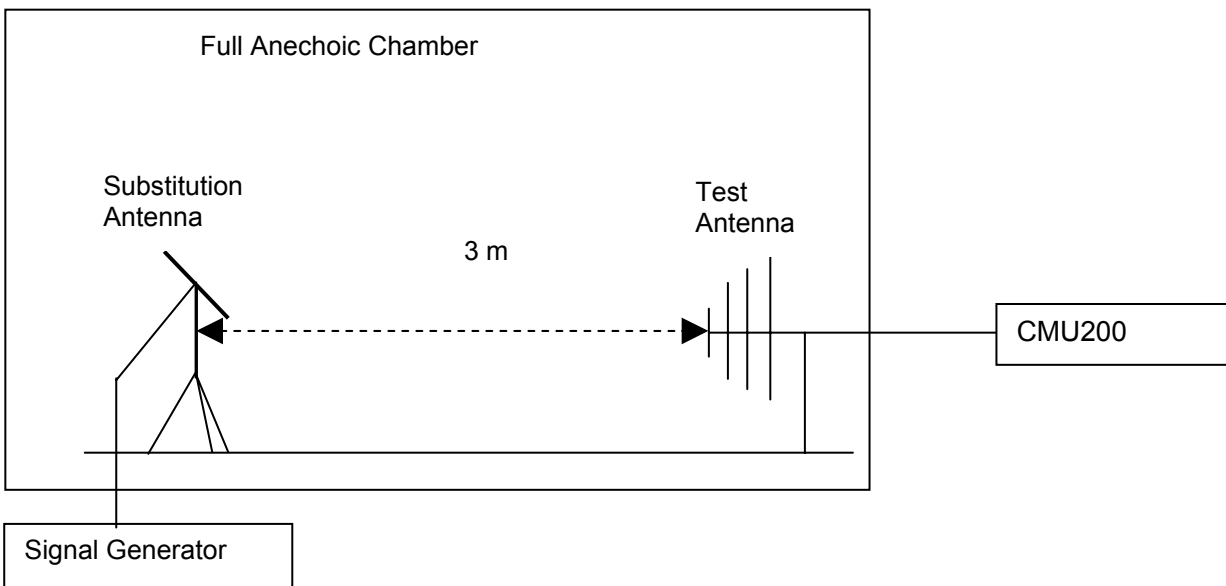 Full Anechoic Chamber
Substitution
Antenna
Test
Antenna
3 m
CMU200
Signal Generator